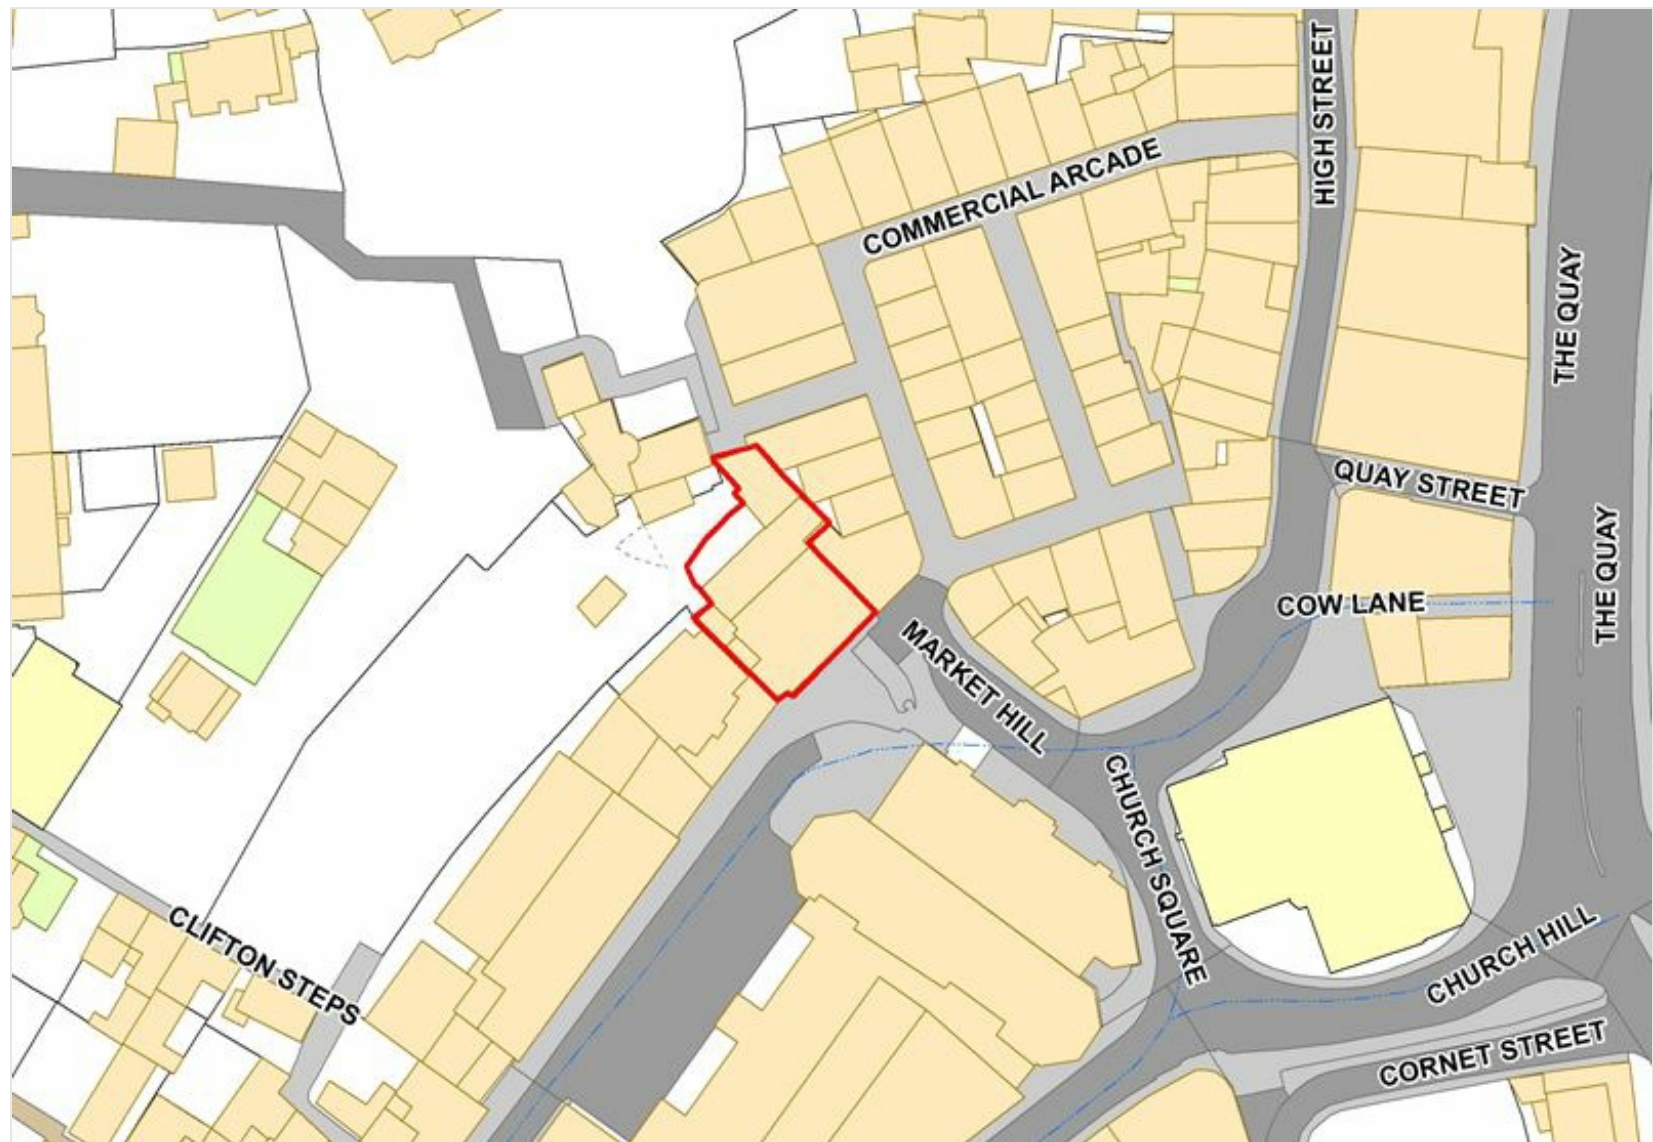 HIGH STREET
COMMERCIAL ARCADE
THE QUAY
QUAY STREET
THE QUAY
COW LANE
MARKET HILL
CHURCH SQUARE
CLIFTON STEPS
CHURCH HILL
CORNET STREET